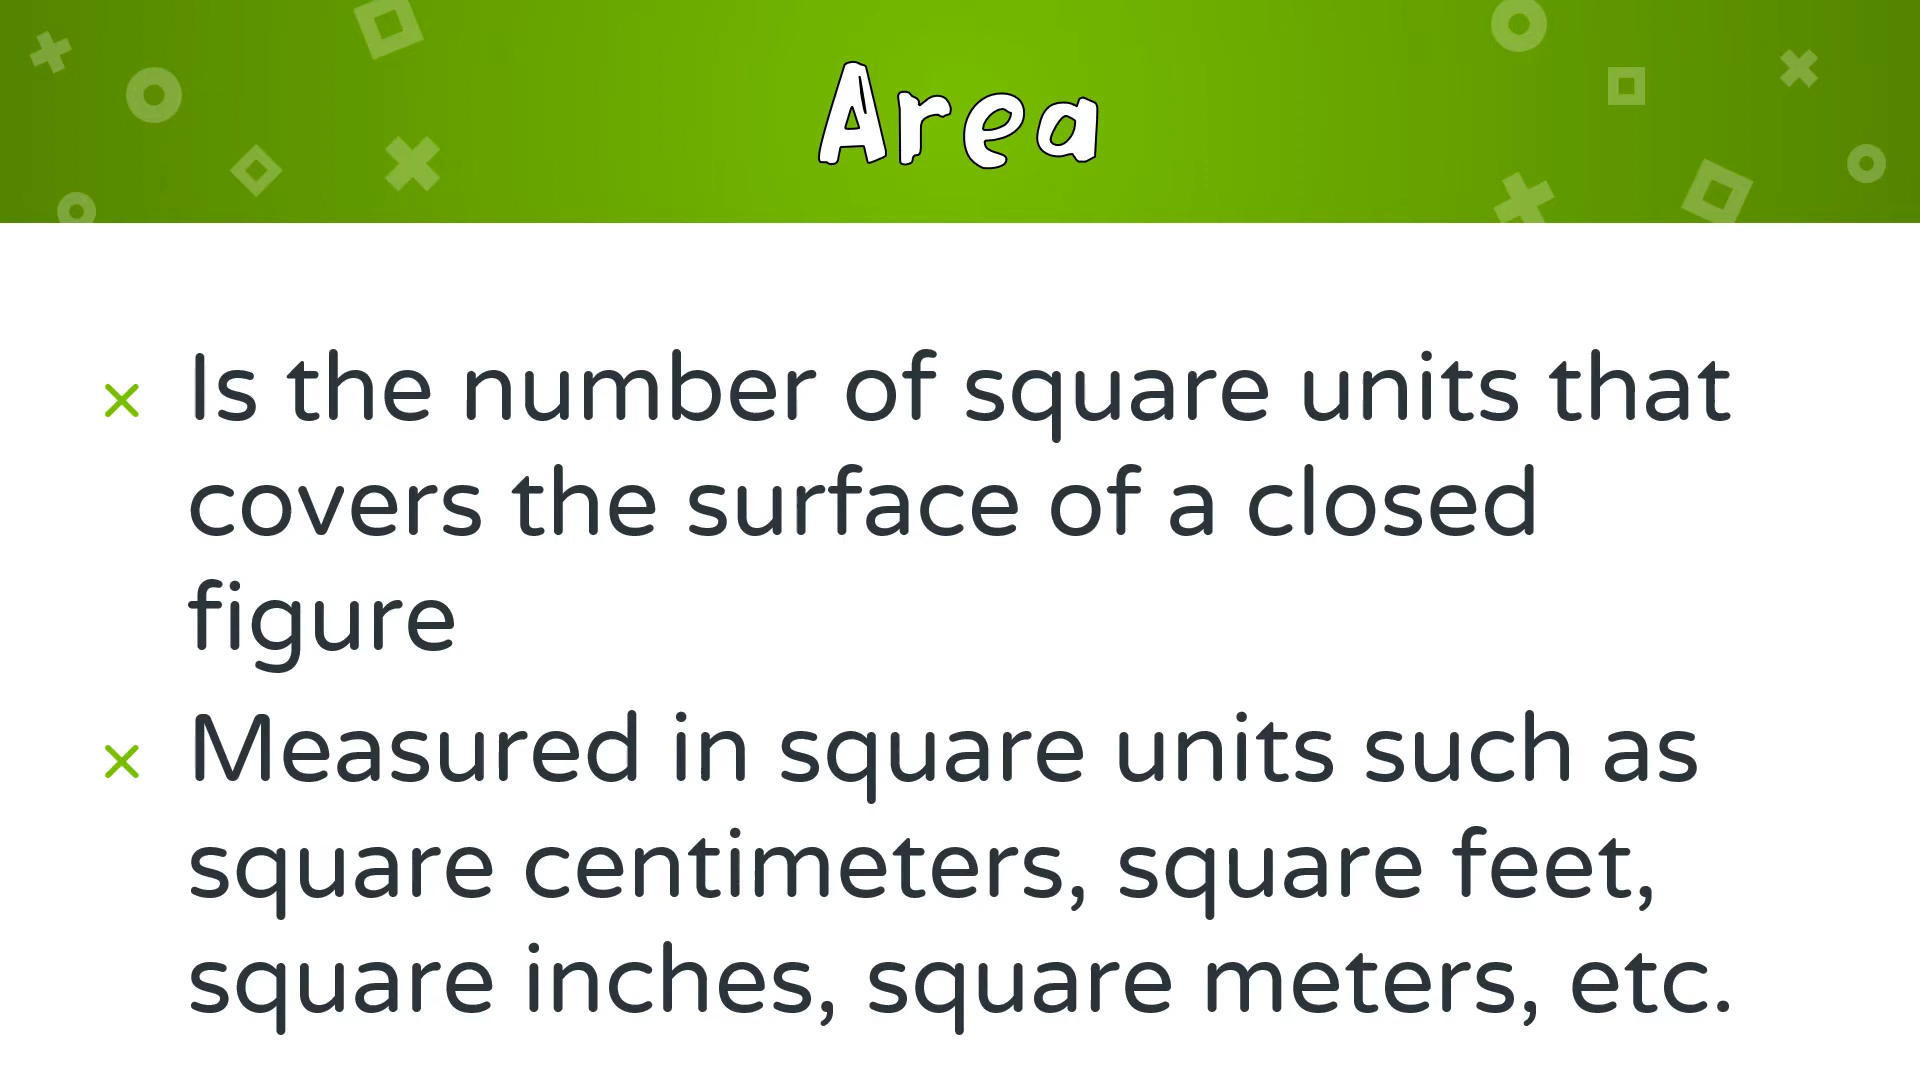 Area
Is the number of square units that
covers the surface of a closed
figure
Measured in square units such as
square centimeters, square feet,
square inches, square meters, etc.